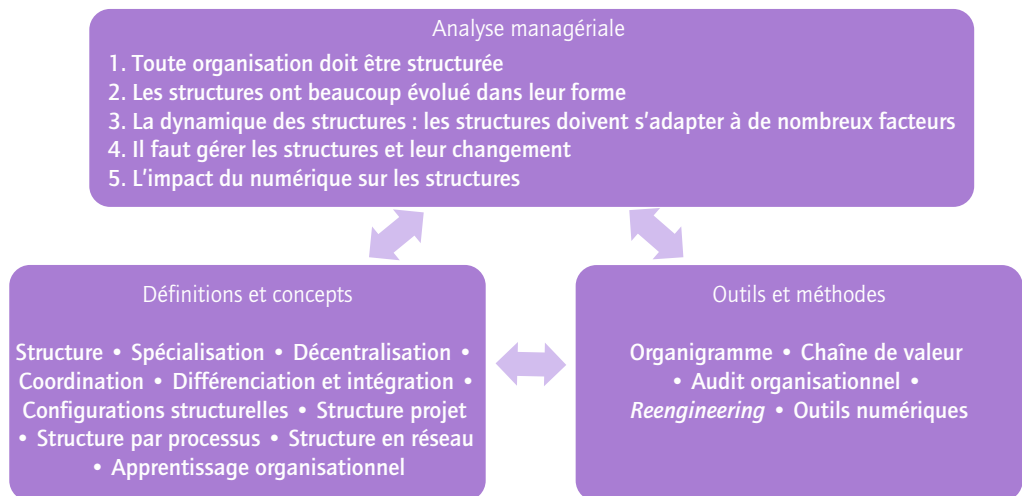 Analyse managériale
1. Toute organisation doit être structurée
2. Les structures ont beaucoup évolué dans leur forme
3. La dynamique des structures : les structures doivent s'adapter à de nombreux facteurs
4. Il faut gérer les structures et leur changement
5. L'impact du numérique sur les structures
Définitions et concepts
Structure • Spécialisation • Décentralisation •
Coordination • Différenciation et intégration •
Configurations structurelles • Structure projet
• Structure par processus • Structure en réseau
• Apprentissage organisationnel
Outils et méthodes
Organigramme • Chaîne de valeur
• Audit organisationnel •
Reengineering • Outils numériques